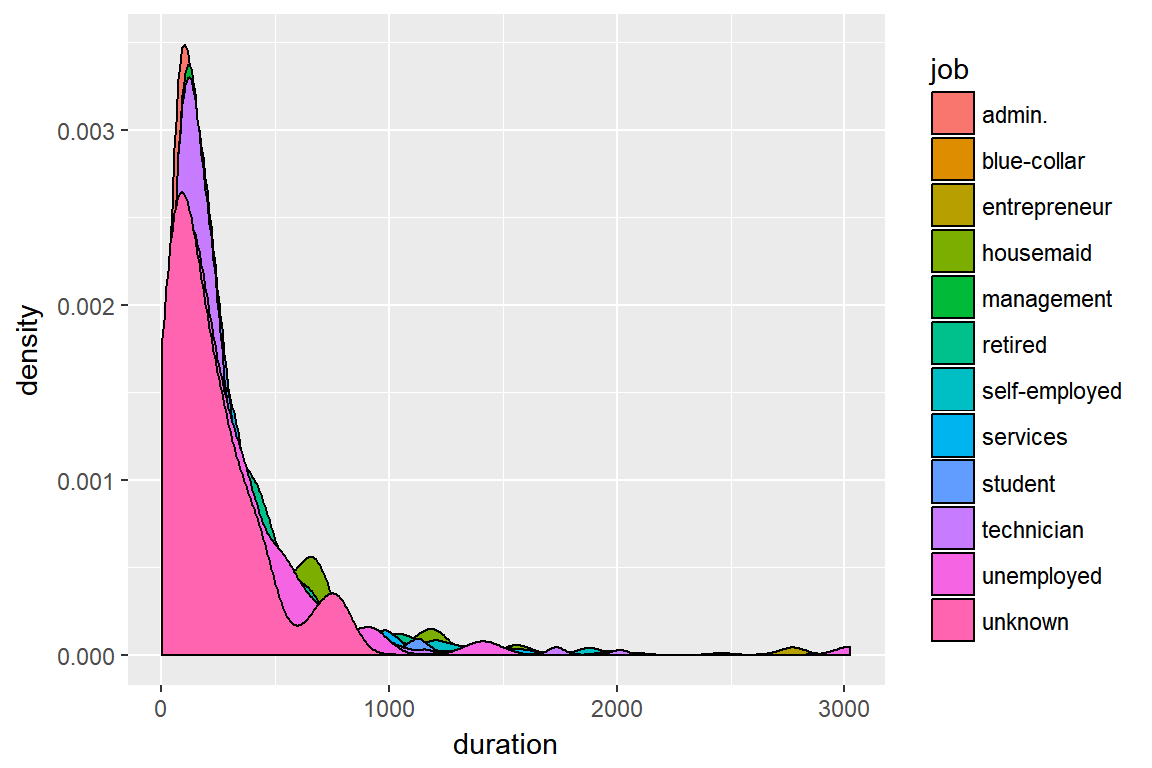 0.003
0.002
0.001
0.000
density
0
1000
2000
3000
duration
job
admin.
blue-collar
entrepreneur
housemaid
management
retired
self-employed
services
student
technician
unemployed
unknown